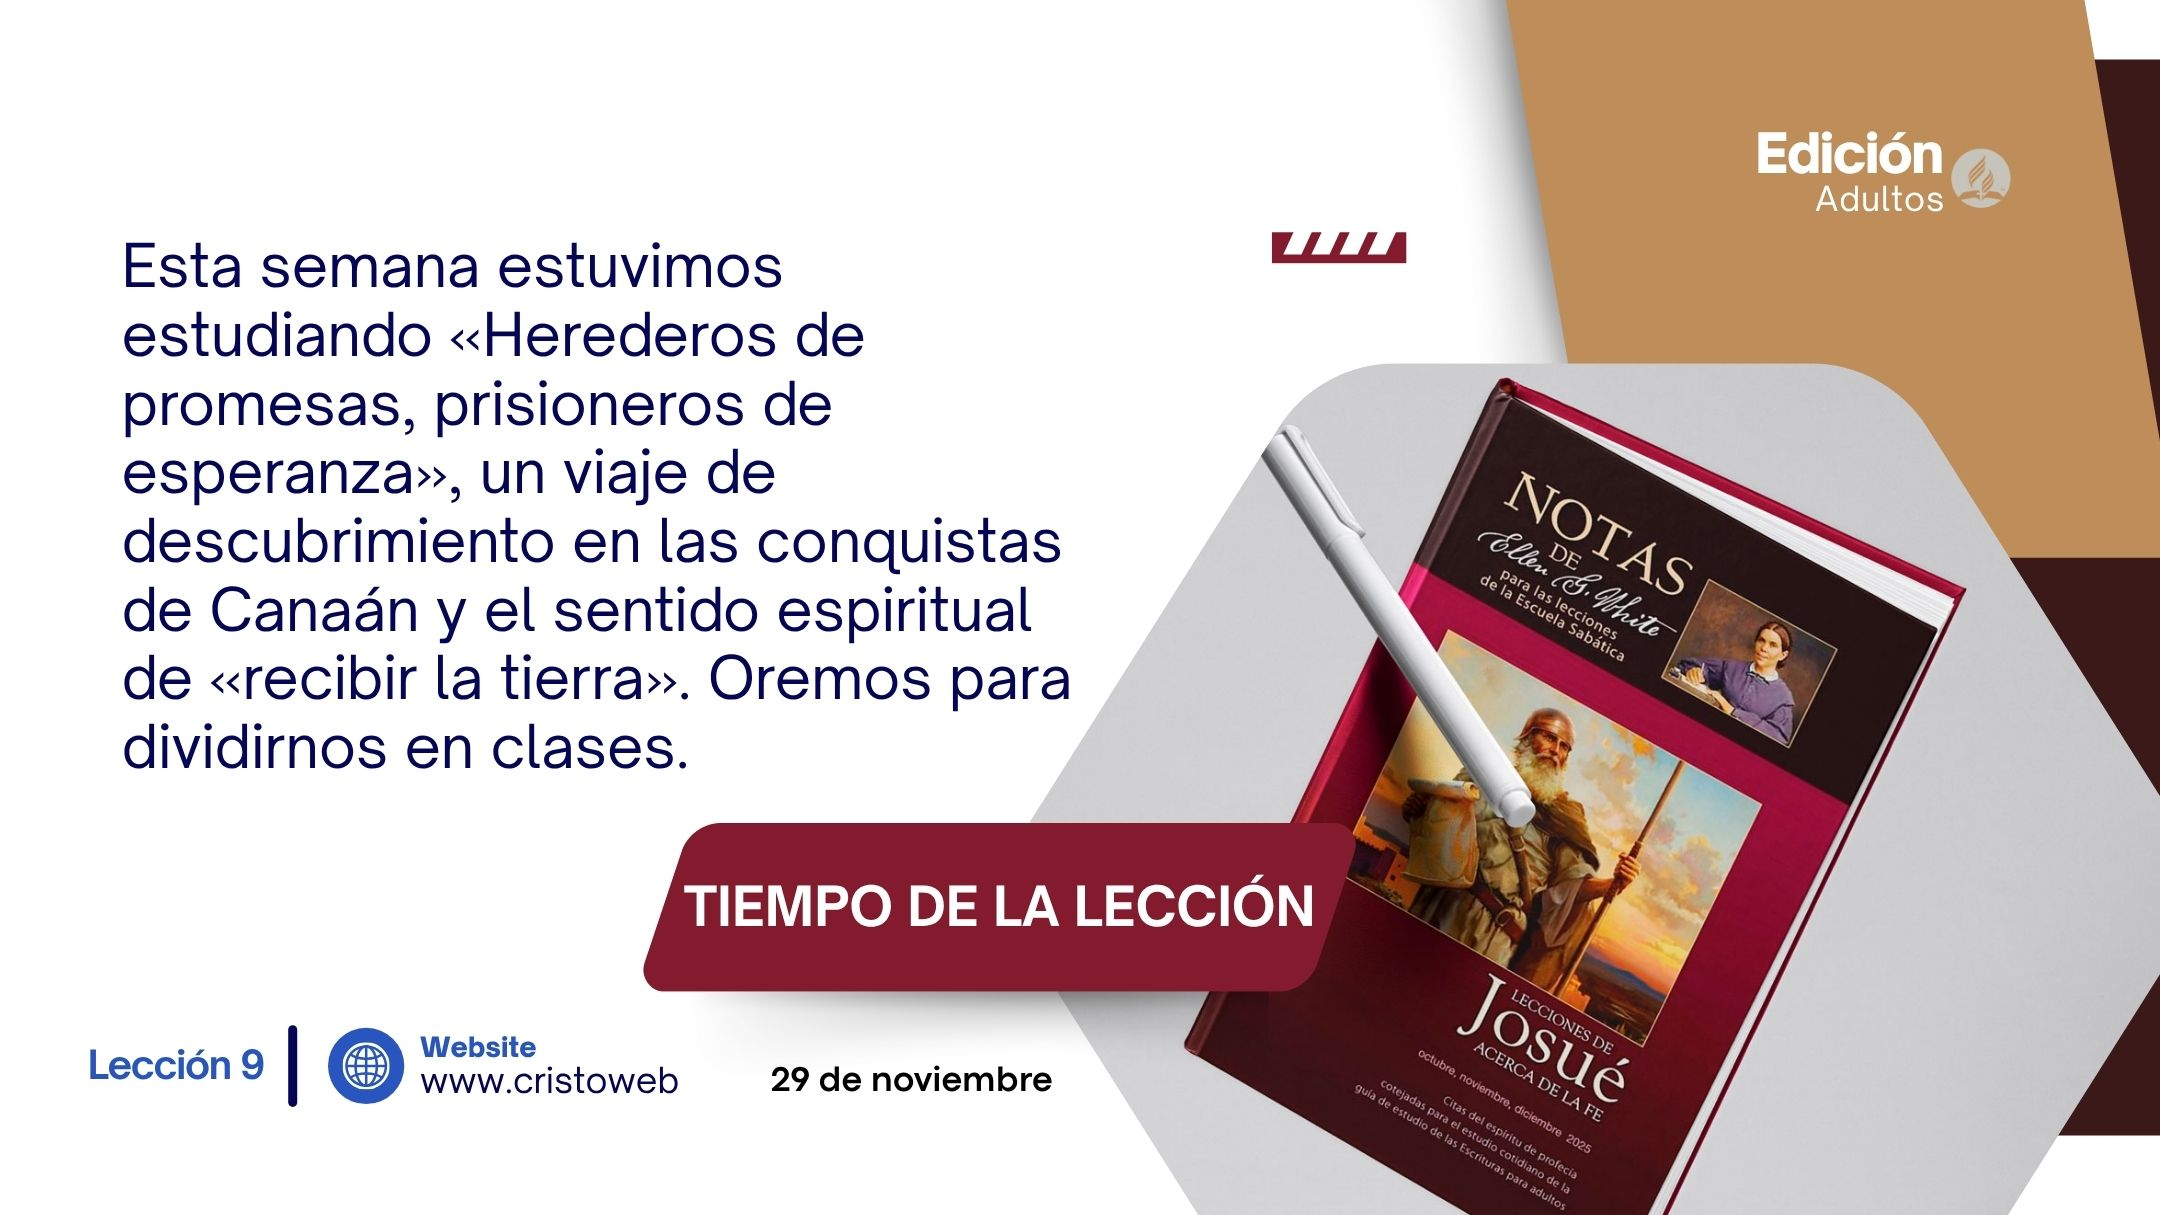 Edición
Adultos
Esta semana estuvimos
estudiando «Herederos de
promesas, prisioneros de
esperanza», un viaje de
descubrimiento en las conquistas
de Canaán y el sentido espiritual
de «recibir la tierra». Oremos para
dividirnos en clases.
NOTAS
DE
Ellen G. White
para las lecciones
de la Escuela Sabática
TIEMPO DE LA LECCIÓN
LECCIONES DE
Josué
ACERCA DE LA FE
octubre, noviembre, diciembre 2025
Citas del espíritu de profecía
cotejadas para el estudio cotidiano de la
guía de estudio de las Escrituras para adultos
Lección 9
Website
www.cristoweb
29 de noviembre